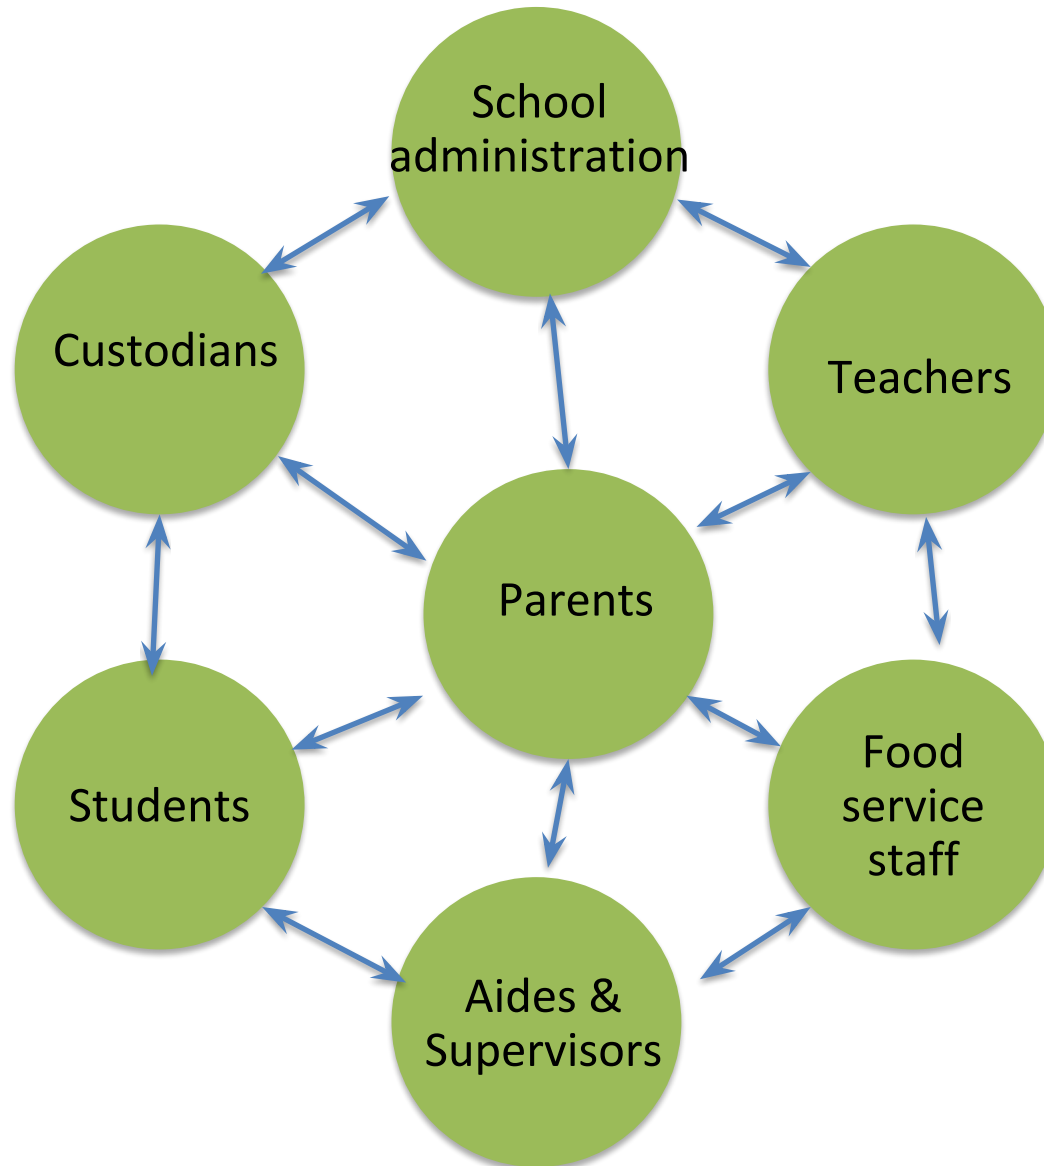 School
administration
Custodians
Teachers
Parents
Students
Food
service
staff
Aides &
Supervisors